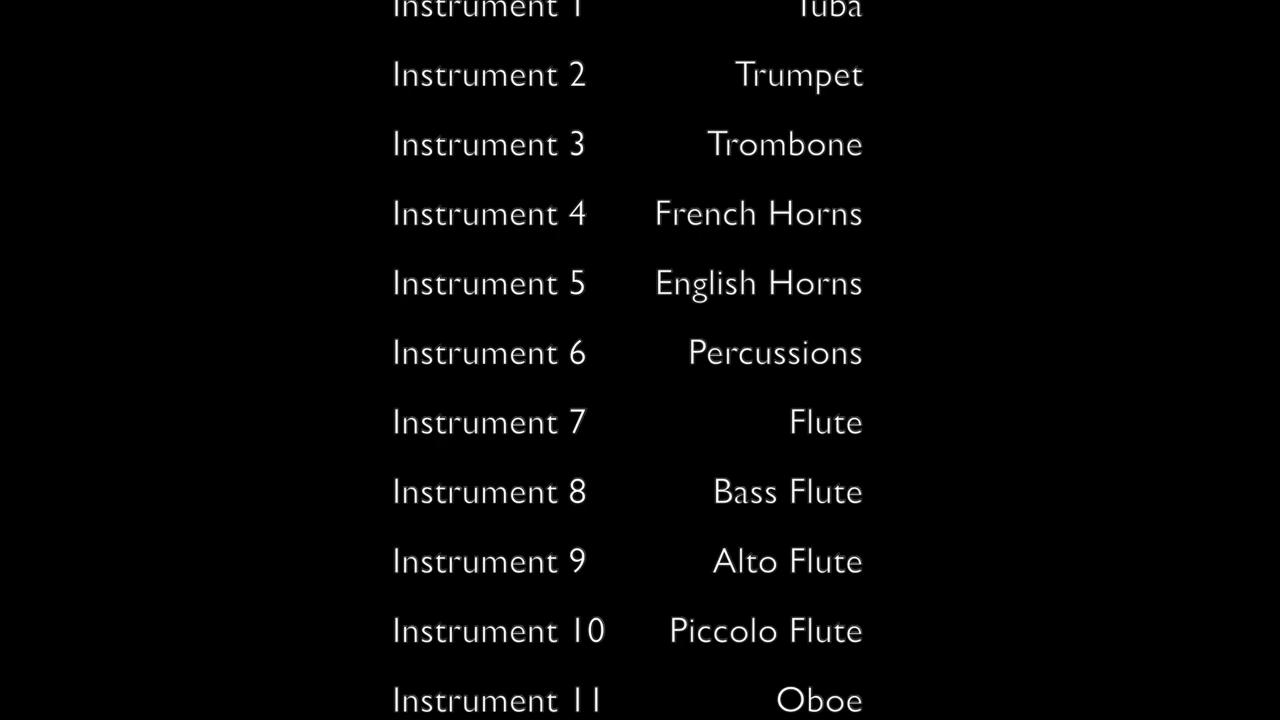 Instrument 1 Tuba
Instrument 2 Trumpet
Instrument 3 Trombone
Instrument 4 French Horns
Instrument 5 English Horns
Instrument 6 Percussions
Instrument 7 Flute
Instrument 8 Bass Flute
Instrument 9 Alto Flute
Instrument 10 Piccolo Flute
Instrument 11 Oboe